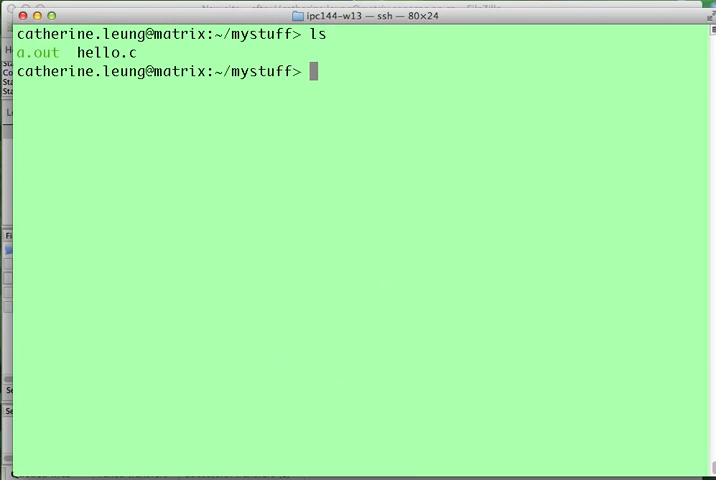 ipc144-w13 — ssh — 80×24
catherine.leung@matrix:~/mystuff> ls
a.out  hello.c
catherine.leung@matrix:~/mystuff>